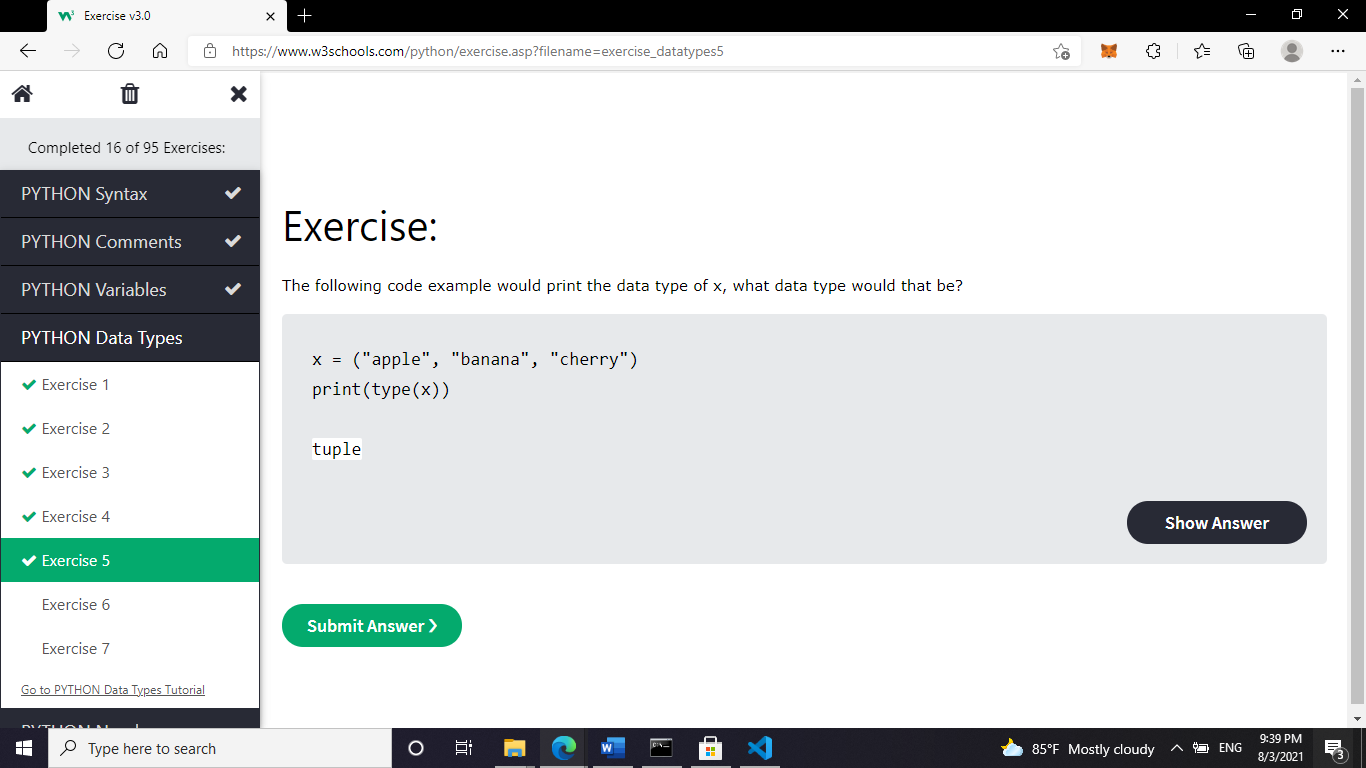 Exercise v3.0
https://www.w3schools.com/python/exercise.asp?filename=exercise_datatypes5
Completed 16 of 95 Exercises:
PYTHON Syntax
PYTHON Comments
PYTHON Variables
PYTHON Data Types
Exercise 1
Exercise 2
Exercise 3
Exercise 4
Exercise 5
Exercise 6
Exercise 7
Go to PYTHON Data Types Tutorial
Exercise:
The following code example would print the data type of x, what data type would that be?
x = ("apple", "banana", "cherry")
print(type(x))
tuple
Show Answer
Submit Answer ❯
Type here to search
85°F Mostly cloudy
ENG
9:39 PM
8/3/2021
3